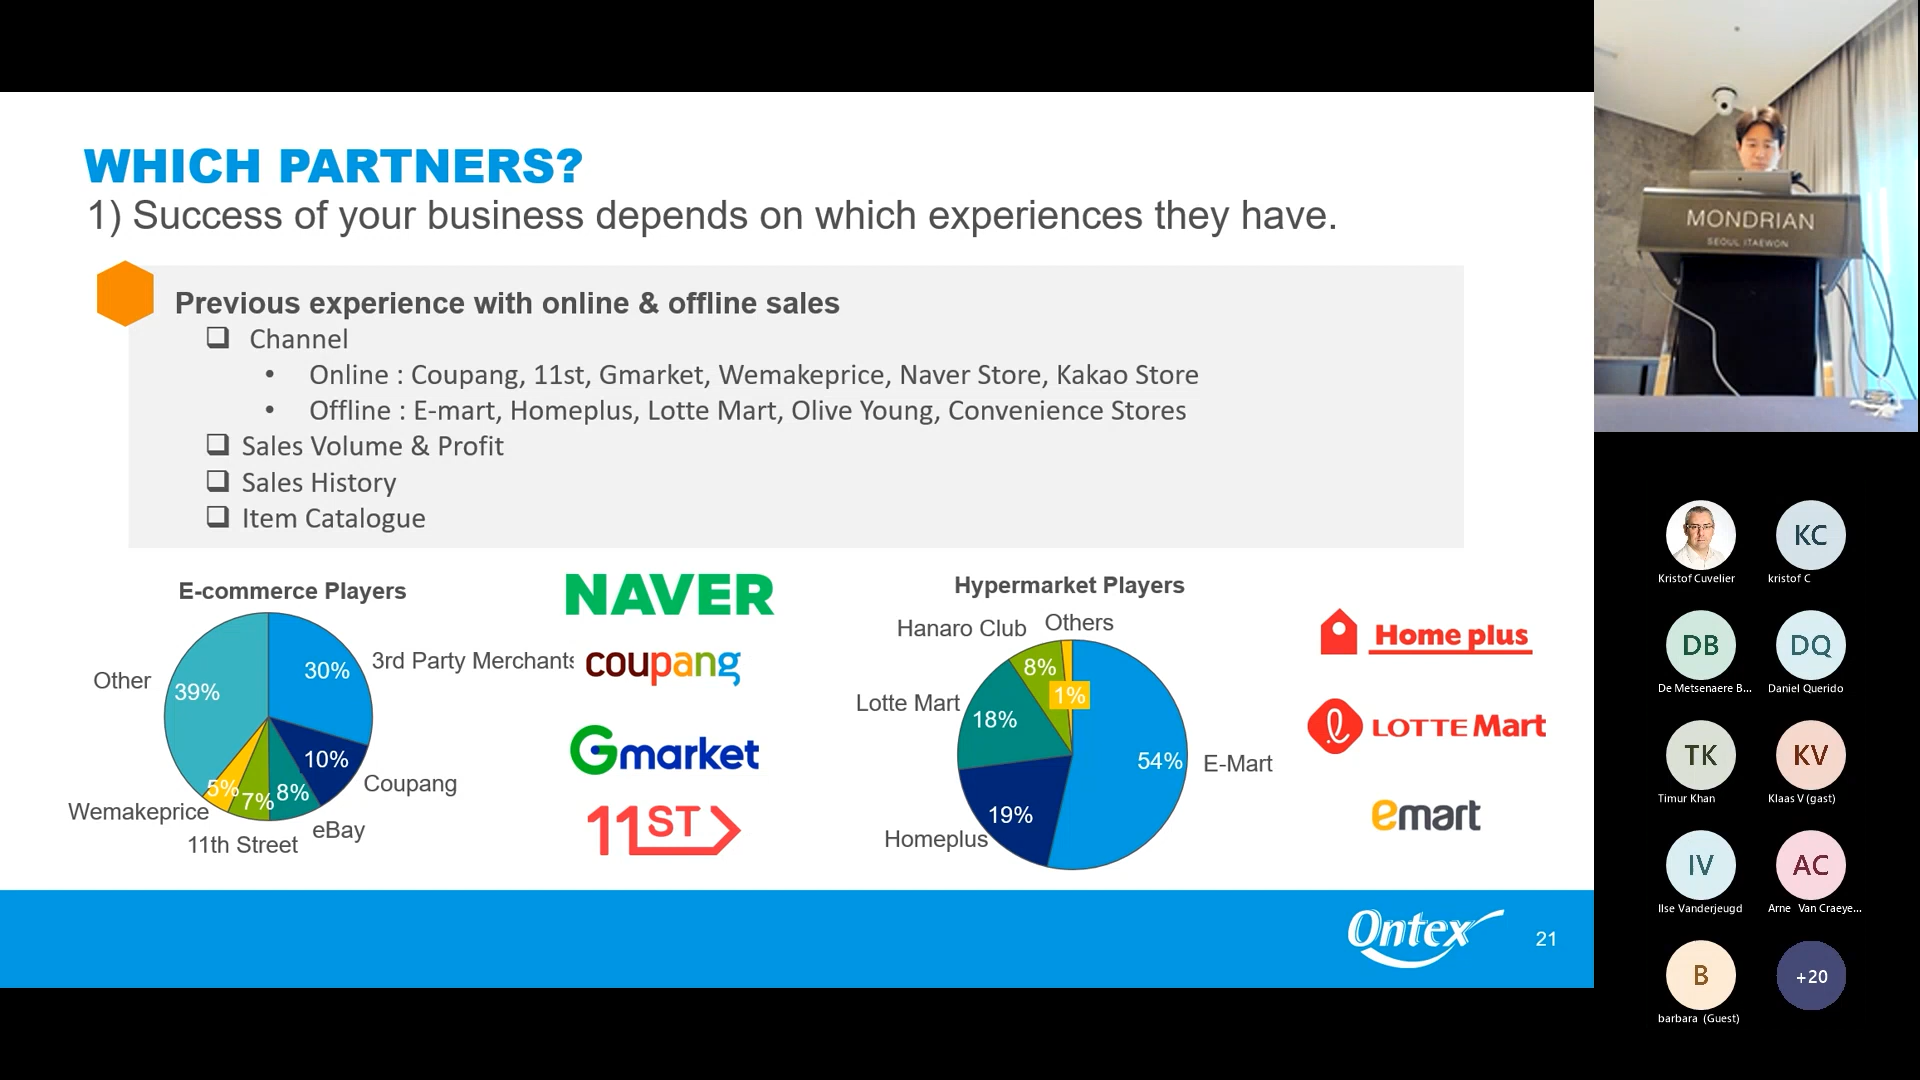 WHICH PARTNERS?
1) Success of your business depends on which experiences they have.
Previous experience with online & offline sales
Channel
• Online : Coupang, 11st, Gmarket, Wemakeprice, Naver Store, Kakao Store
• Offline : E-mart, Homeplus, Lotte Mart, Olive Young, Convenience Stores
Sales Volume & Profit
Sales History
Item Catalogue
E-commerce Players
30%
3rd Party Merchants
Other
39%
10%
Coupang
8%
eBay
7%
11th Street
5%
Wemakeprice
NAVER
coupang
Gmarket
11ST
Hypermarket Players
Hanaro Club
Others
8%
1%
Lotte Mart
18%
54%
E-Mart
19%
Homeplus
Home plus
LOTTE Mart
emart
Ontex
21
MONDRIAN
SEOUL ITAEWON
Kristof Cuvelier
KC
kristof C
DB
De Metsenaere B...
DQ
Daniel Querido
TK
Timur Khan
KV
Klaas V (gast)
IV
Ilse Vanderjeugd
AC
Arne Van Craeye...
B
barbara (Guest)
+20